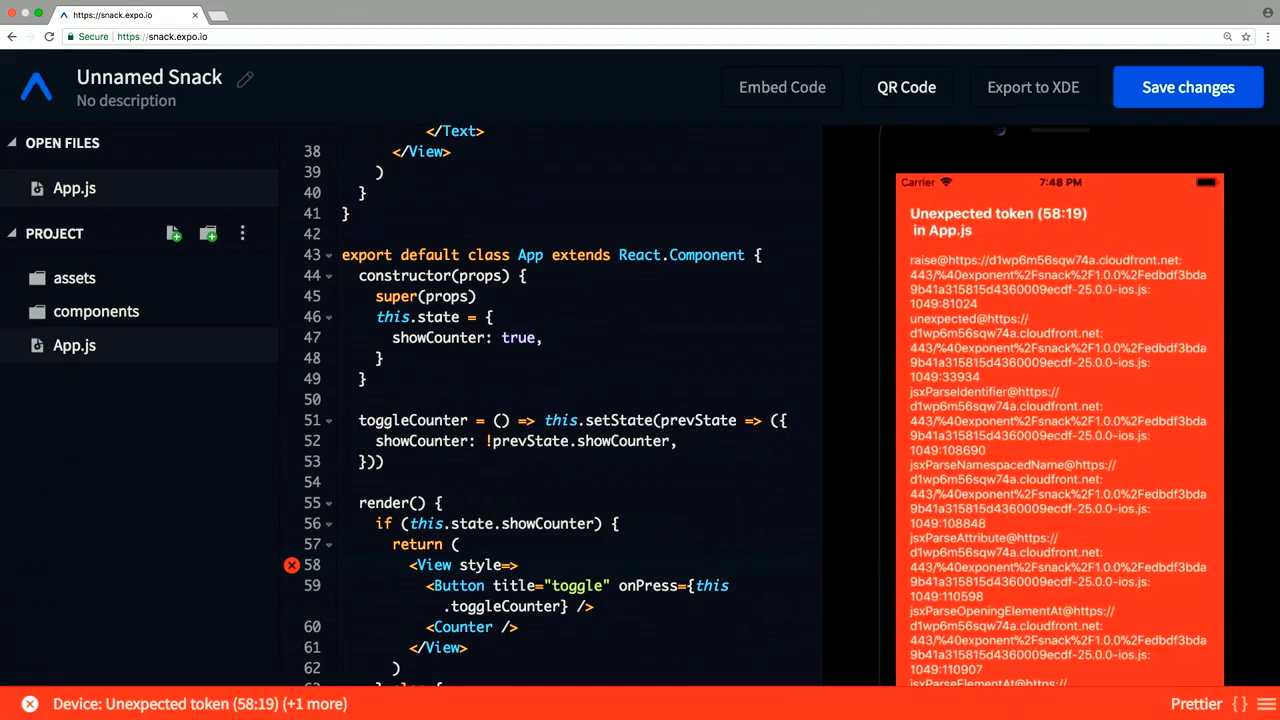 https://snack.expo.io
Secure
https://snack.expo.io
Unnamed Snack
No description
Embed Code
QR Code
Export to XDE
Save changes
OPEN FILES
App.js
PROJECT
assets
components
App.js
</Text>
38 </View>
39 )
40 }
41 }
42
43 export default class App extends React.Component {
44 constructor(props) {
45 super(props)
46 this.state = {
47 showCounter: true,
48 }
49 }
50
51 toggleCounter = () => this.setState(prevState => ({
52 showCounter: !prevState.showCounter,
53 }))
54
55 render() {
56 if (this.state.showCounter) {
57 return (
58 <View style=>
59 <Button title="toggle" onPress={this
.toggleCounter} />
60 <Counter />
61 </View>
62 )
63 } else {
Carrier 7:48 PM
Unexpected token (58:19)
in App.js
raise@https://d1wp6m56sqw74a.cloudfront.net:
443/%40exponent%2Fsnack%2F1.0.0%2Fedbdf3bda
9b41a315815d4360009ecdf-25.0.0-ios.js:
1049:81024
unexpected@https://
d1wp6m56sqw74a.cloudfront.net:
443/%40exponent%2Fsnack%2F1.0.0%2Fedbdf3bda
9b41a315815d4360009ecdf-25.0.0-ios.js:
1049:33934
jsxParseIdentifier@https://
d1wp6m56sqw74a.cloudfront.net:
443/%40exponent%2Fsnack%2F1.0.0%2Fedbdf3bda
9b41a315815d4360009ecdf-25.0.0-ios.js:
1049:108690
jsxParseNamespacedName@https://
d1wp6m56sqw74a.cloudfront.net:
443/%40exponent%2Fsnack%2F1.0.0%2Fedbdf3bda
9b41a315815d4360009ecdf-25.0.0-ios.js:
1049:108848
jsxParseAttribute@https://
d1wp6m56sqw74a.cloudfront.net:
443/%40exponent%2Fsnack%2F1.0.0%2Fedbdf3bda
9b41a315815d4360009ecdf-25.0.0-ios.js:
1049:110598
jsxParseOpeningElementAt@https://
d1wp6m56sqw74a.cloudfront.net:
443/%40exponent%2Fsnack%2F1.0.0%2Fedbdf3bda
9b41a315815d4360009ecdf-25.0.0-ios.js:
1049:110907
jsxParseElementAt@https://
Device: Unexpected token (58:19) (+1 more)
Prettier { }